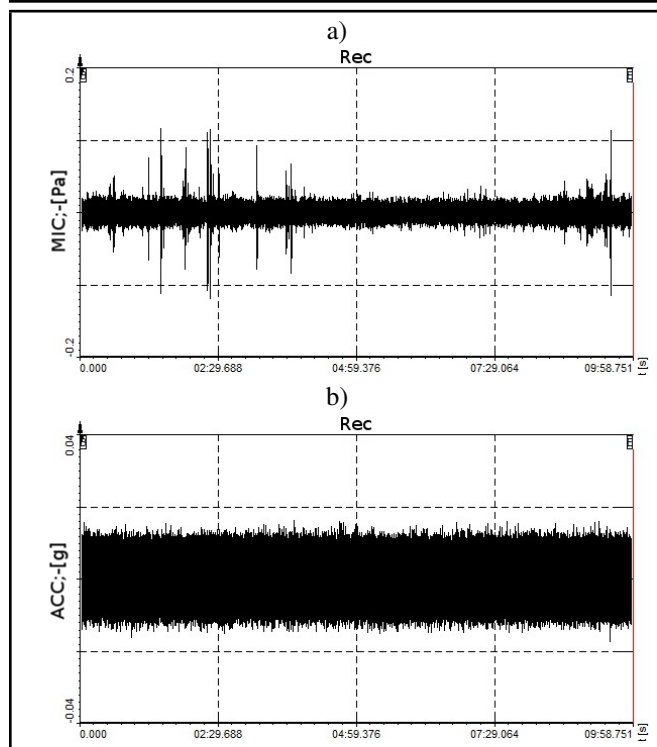 a)
Rec
0.2
MIC;-[Pa]
-0.2
0.000 02:29.688 04:59.376 07:29.064 09:58.751 t [s]
b)
Rec
0.04
ACC;-[g]
-0.04
0.000 02:29.688 04:59.376 07:29.064 09:58.751 t [s]